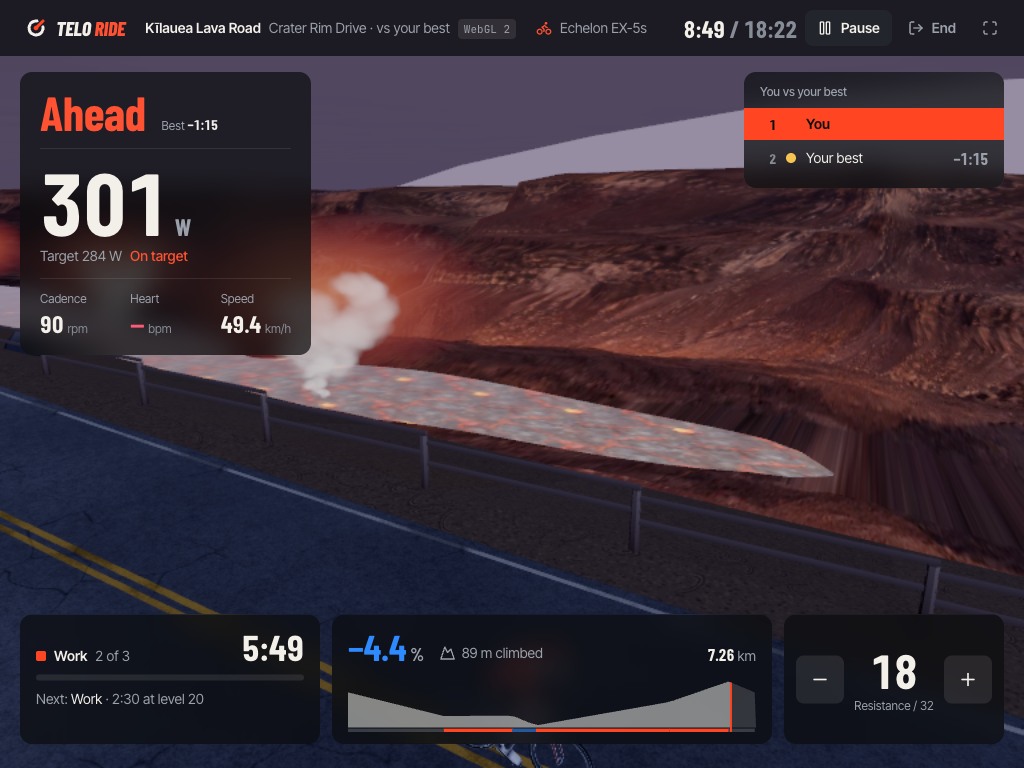 TELO RIDE Kīlauea Lava Road Crater Rim Drive · vs your best WebGL 2 Echelon EX-5s 8:49 / 18:22 Pause End
Ahead Best −1:15
301 W
Target 284 W On target
Cadence Heart Speed
90 rpm — bpm 49.4 km/h
You vs your best
1 You
2 Your best −1:15
Work 2 of 3 5:49
Next: Work · 2:30 at level 20
−4.4 % 89 m climbed 7.26 km
− 18 +
Resistance / 32